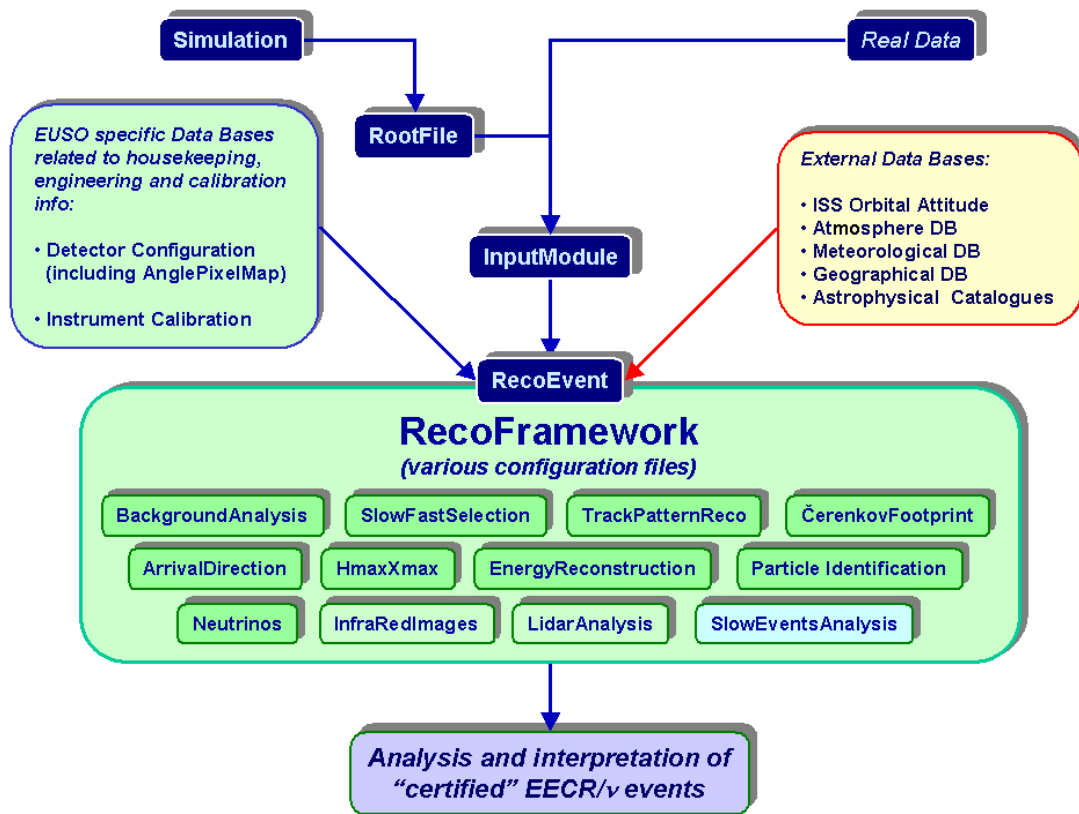 Simulation
Real Data
RootFile
EUSO specific Data Bases
related to housekeeping,
engineering and calibration
info:
• Detector Configuration
(including AnglePixelMap)
• Instrument Calibration
External Data Bases:
• ISS Orbital Attitude
• Atmosphere DB
• Meteorological DB
• Geographical DB
• Astrophysical Catalogues
InputModule
RecoEvent
RecoFramework
(various configuration files)
BackgroundAnalysis
SlowFastSelection
TrackPatternReco
ČerenkovFootprint
ArrivalDirection
HmaxXmax
EnergyReconstruction
Particle Identification
Neutrinos
InfraRedImages
LidarAnalysis
SlowEventsAnalysis
Analysis and interpretation of
“certified” EECR/ν events